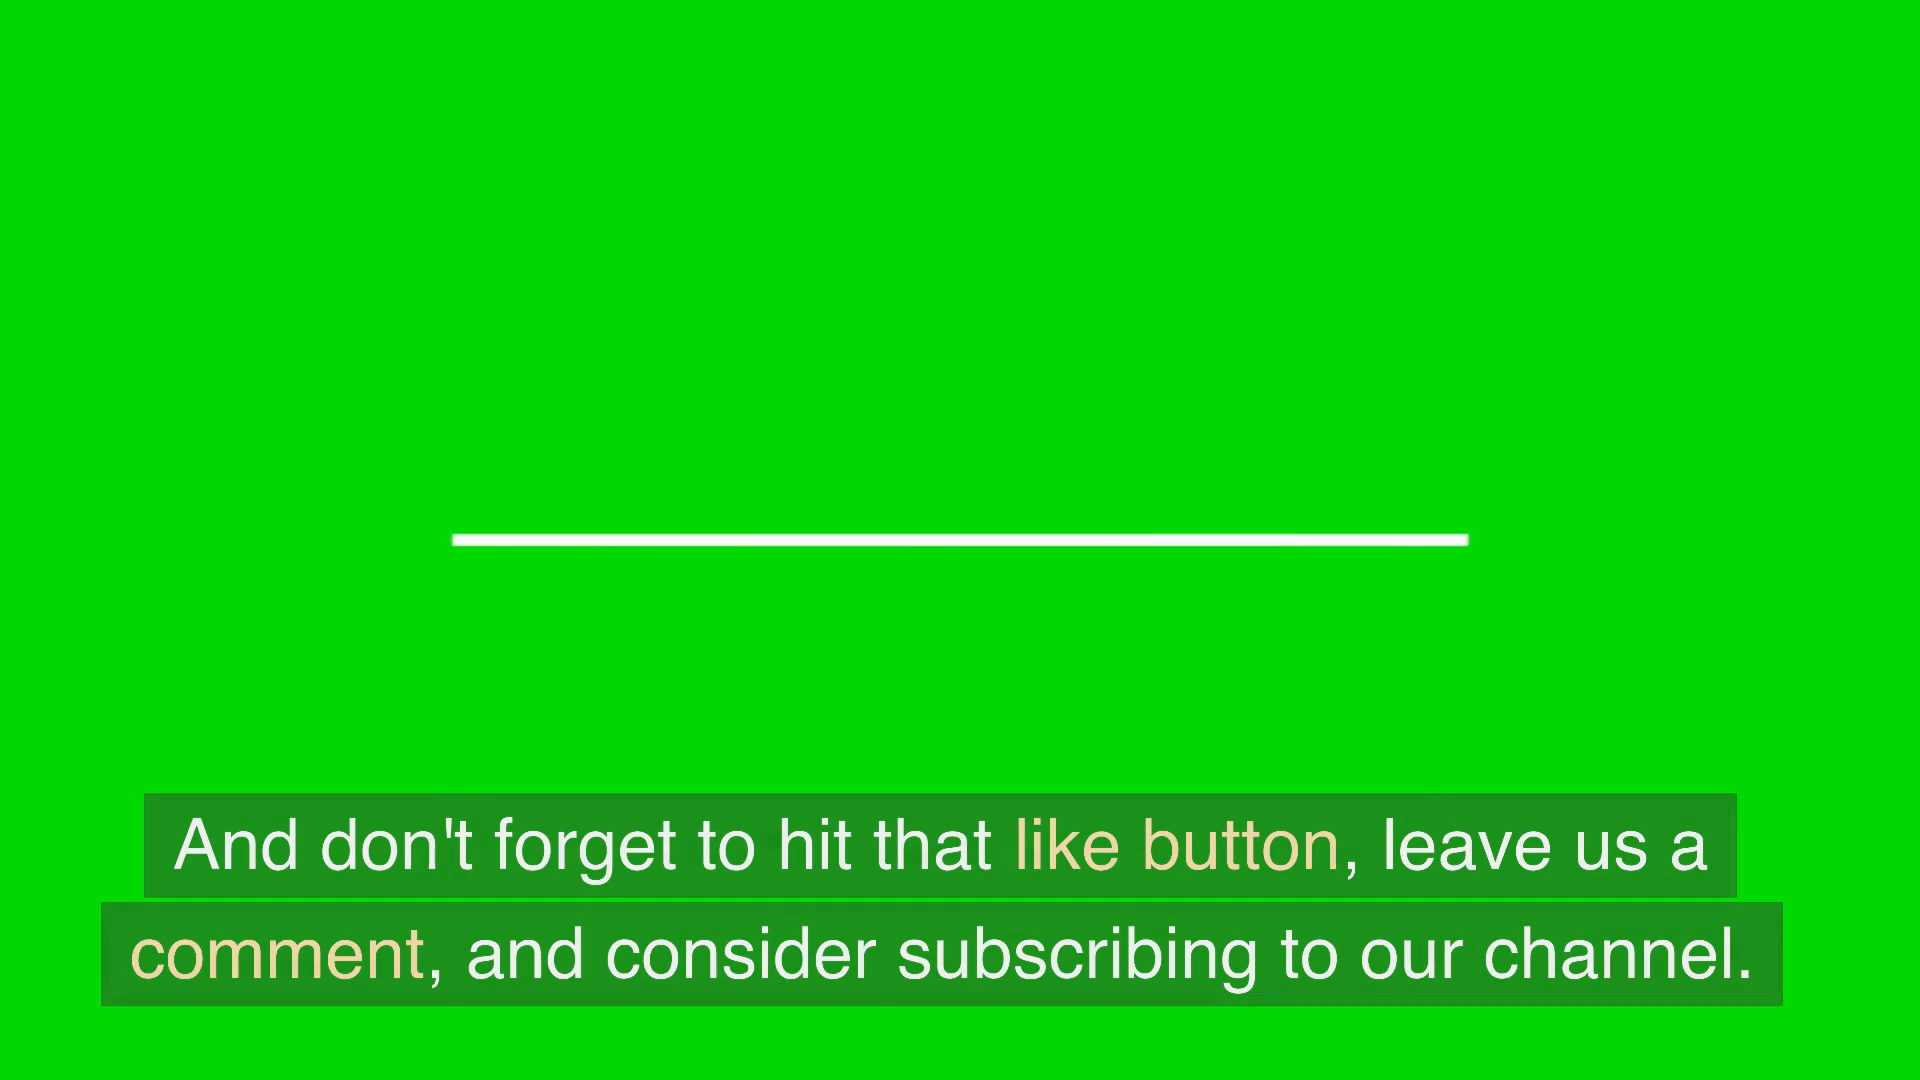 And don't forget to hit that like button, leave us a
comment, and consider subscribing to our channel.